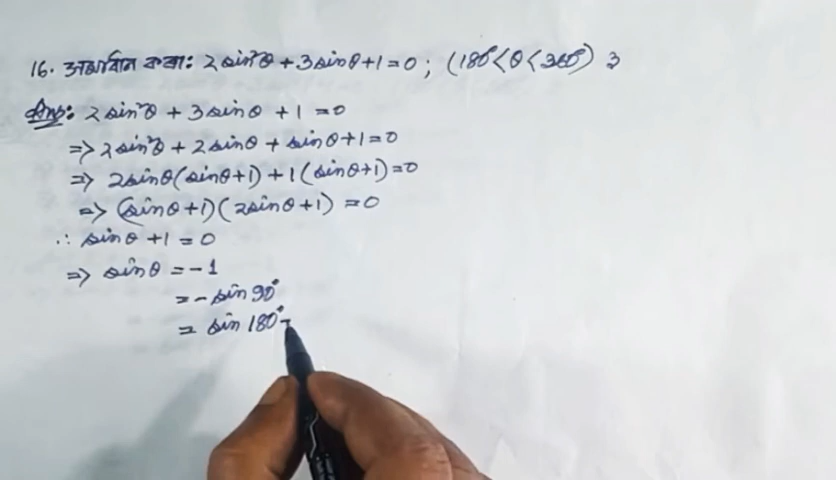 16. সমাধান করো: 2sin²θ + 3sinθ + 1 = 0 ; (180° < θ < 360°) 3
Ans: 2sin²θ + 3sinθ + 1 = 0
⇒ 2sin²θ + 2sinθ + sinθ + 1 = 0
⇒ 2sinθ(sinθ+1) + 1(sinθ+1) = 0
⇒ (sinθ+1)(2sinθ+1) = 0
∴ sinθ + 1 = 0
⇒ sinθ = -1
= - sin 90°
= sin 180° -